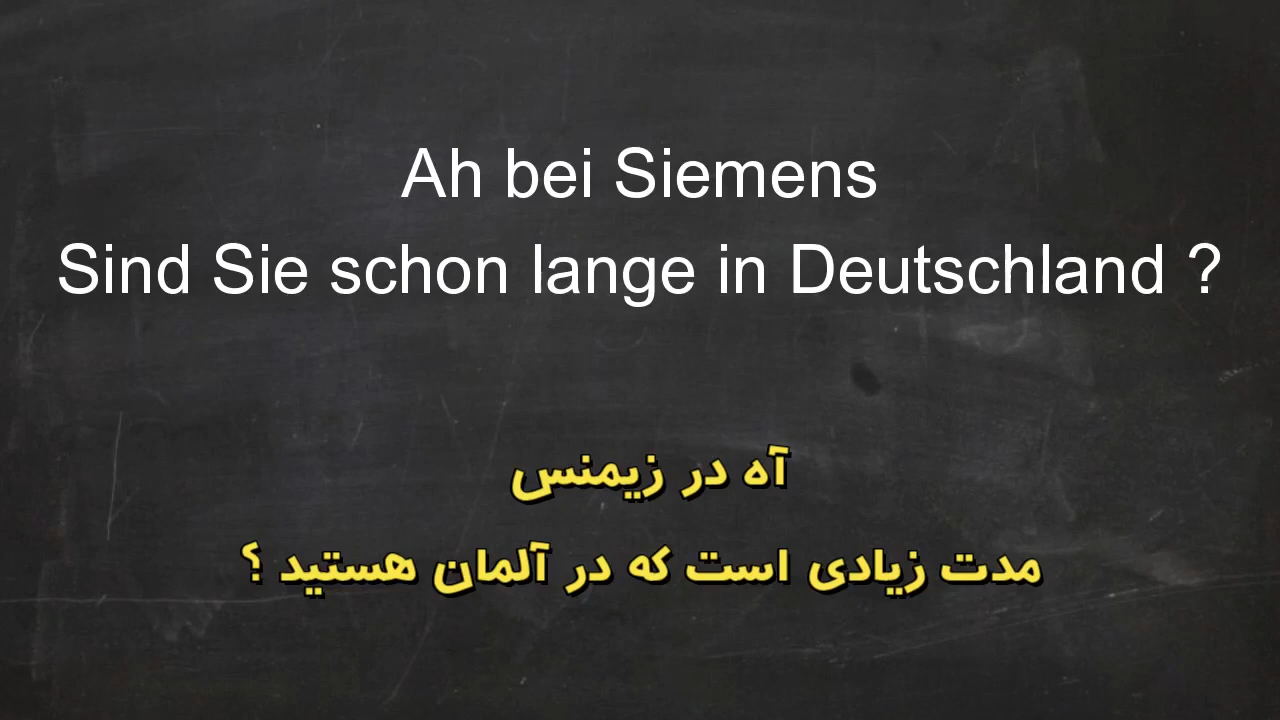 Ah bei Siemens
Sind Sie schon lange in Deutschland ?
آه در زیمنس
مدت زیادی است که در آلمان هستید ؟